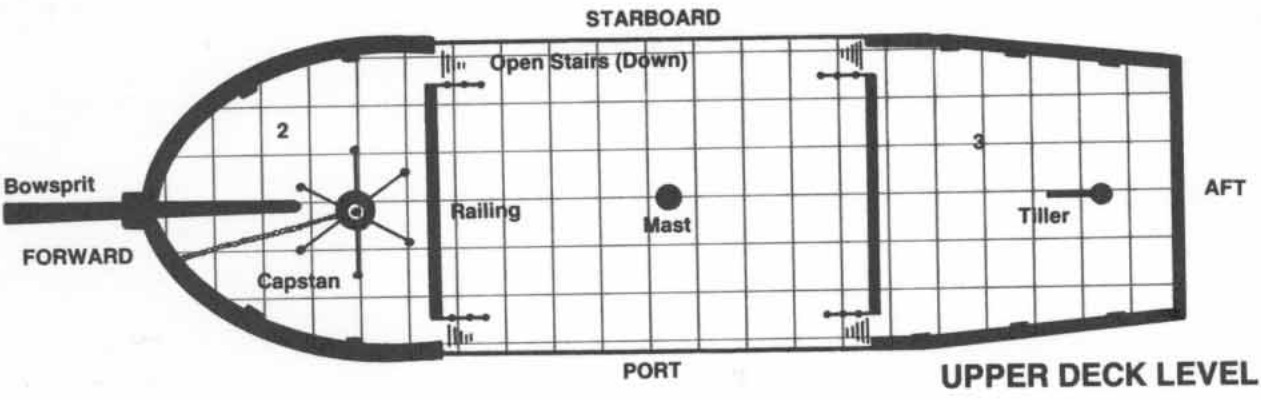 STARBOARD
Open Stairs (Down)
2
3
Bowsprit
AFT
Railing
Tiller
Mast
FORWARD
Capstan
PORT
UPPER DECK LEVEL